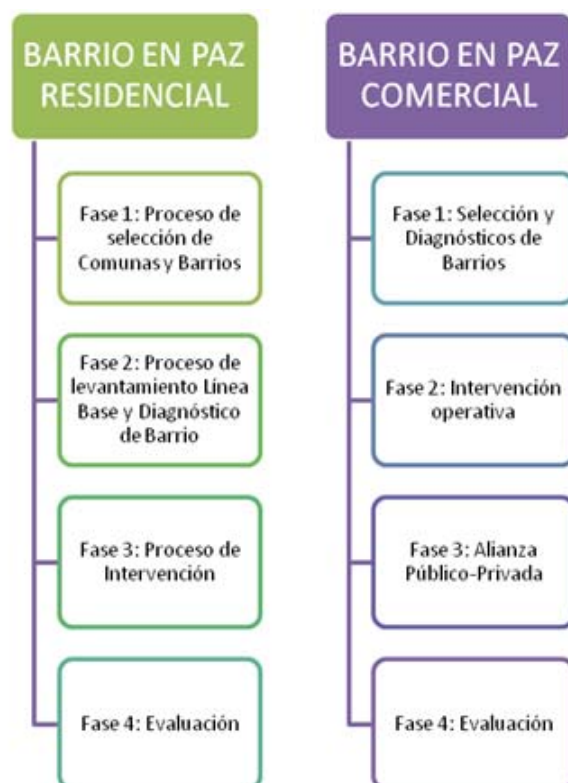 BARRIO EN PAZ
RESIDENCIAL
Fase 1: Proceso de
selección de
Comunas y Barrios
Fase 2: Proceso de
levantamiento Línea
Base y Diagnóstico
de Barrio
Fase 3: Proceso de
Intervención
Fase 4: Evaluación
BARRIO EN PAZ
COMERCIAL
Fase 1: Selección y
Diagnósticos de
Barrios
Fase 2: Intervención
operativa
Fase 3: Alianza
Público-Privada
Fase 4: Evaluación